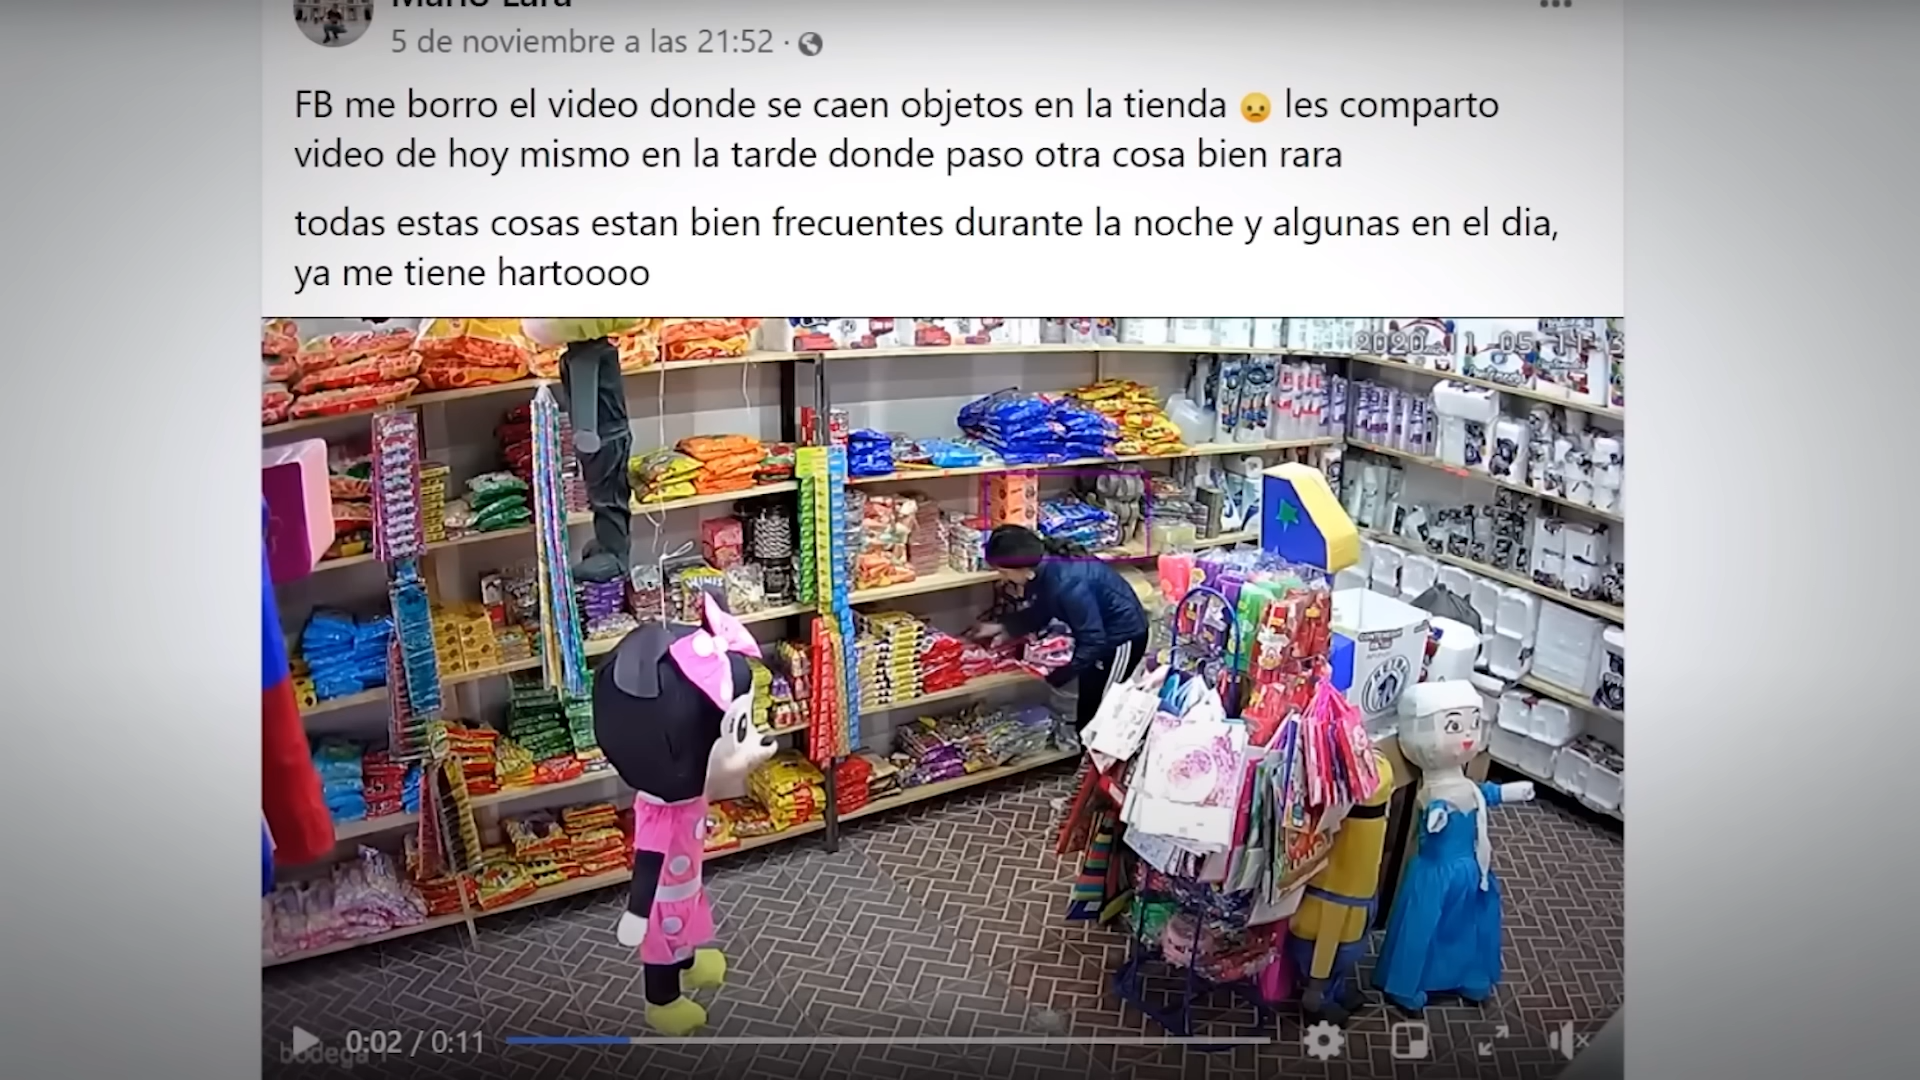 5 de noviembre a las 21:52 ·
FB me borro el video donde se caen objetos en la tienda 😞 les comparto
video de hoy mismo en la tarde donde paso otra cosa bien rara
todas estas cosas estan bien frecuentes durante la noche y algunas en el dia,
ya me tiene hartoooo
WINIS
0:02 / 0:11
bodega